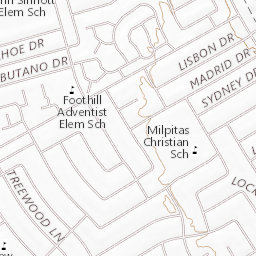 Elem Sch
HOE DR
BUTANO DR
LISBON DR
MADRID DR
SYDNEY DR
Foothill
Adventist
Elem Sch
Milpitas
Christian
Sch
TREEWOOD LN